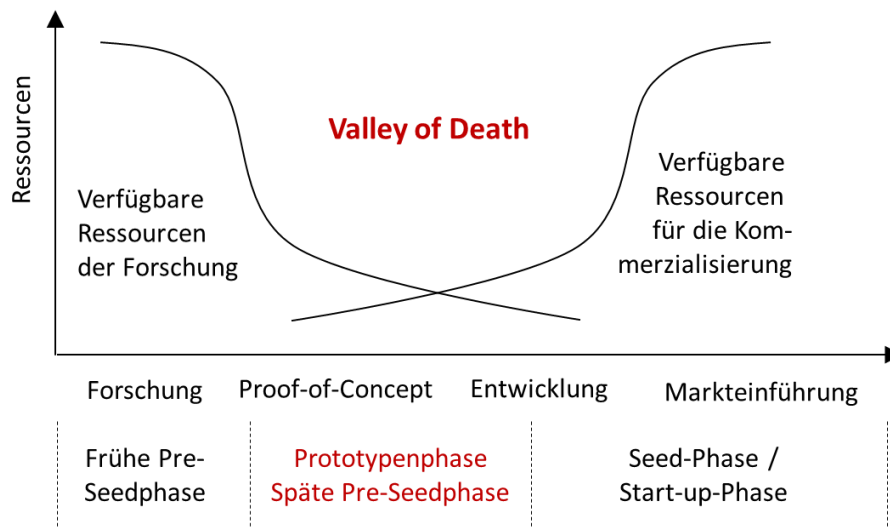 Ressourcen
Valley of Death
Verfügbare
Ressourcen
der Forschung
Verfügbare
Ressourcen
für die Kom-
merzialisierung
Forschung
Proof-of-Concept
Entwicklung
Markteinführung
Frühe Pre-
Seedphase
Prototypenphase
Späte Pre-Seedphase
Seed-Phase /
Start-up-Phase